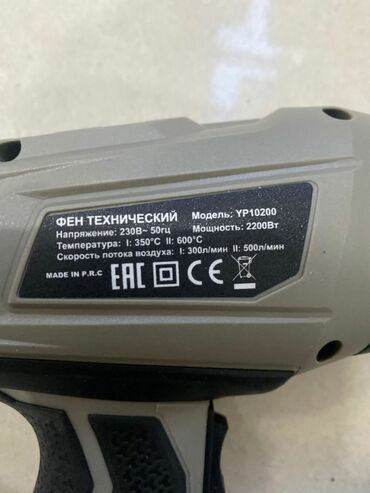 ФЕН ТЕХНИЧЕСКИЙ Модель: YP10200
Напряжение: 230В~ 50гц Мощность: 2200Вт
Температура: I: 350°C II: 600°C
Скорость потока воздуха: I: 300л/мин II: 500л/мин
MADE IN P.R.C EAC CE